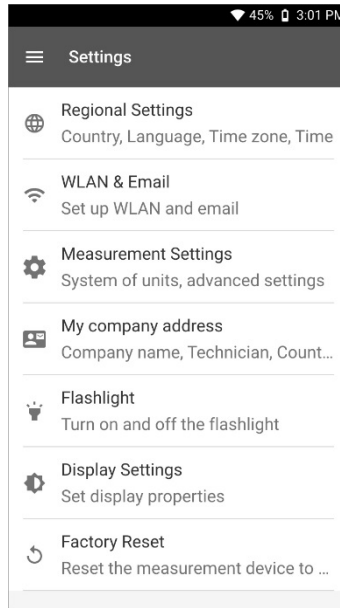 45% 3:01 PM
Settings
Regional Settings
Country, Language, Time zone, Time
WLAN & Email
Set up WLAN and email
Measurement Settings
System of units, advanced settings
My company address
Company name, Technician, Count...
Flashlight
Turn on and off the flashlight
Display Settings
Set display properties
Factory Reset
Reset the measurement device to ...